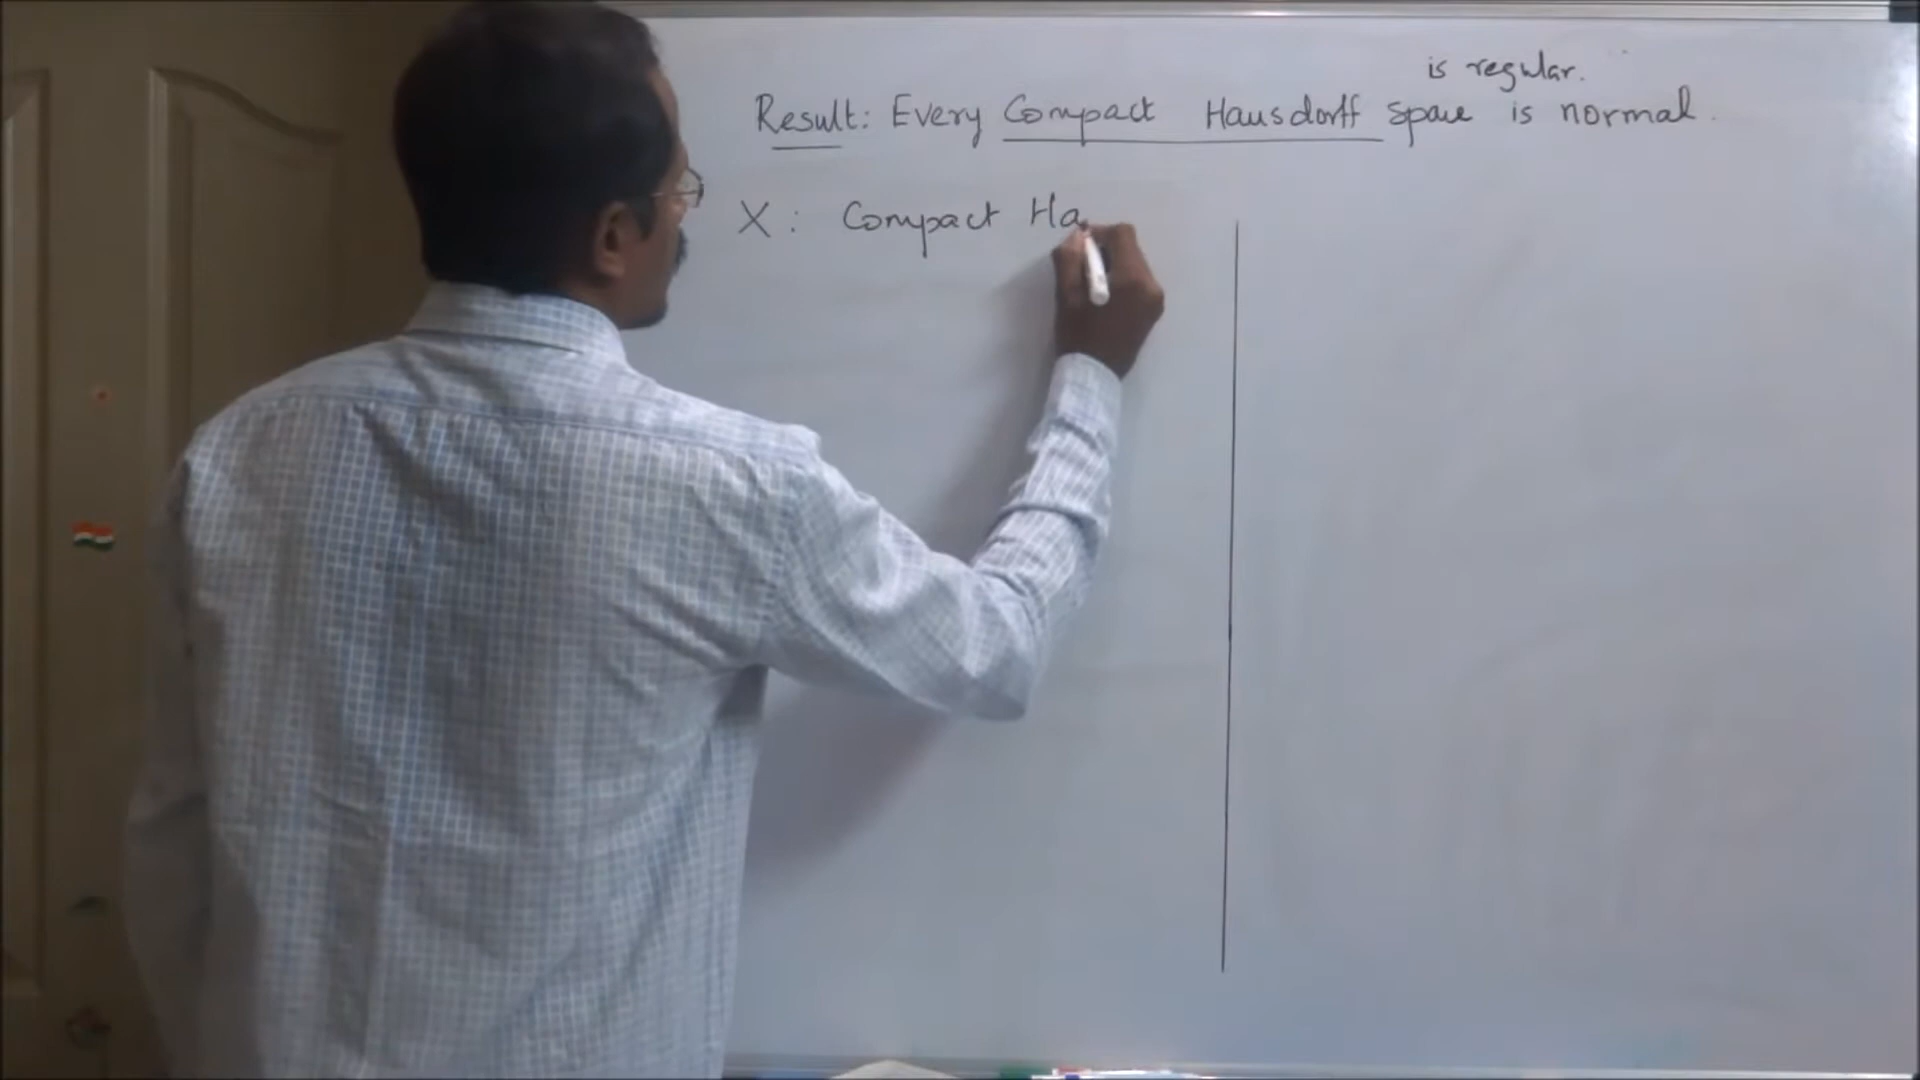 is regular.
Result: Every Compact Hausdorff space is normal.
X: Compact Ha